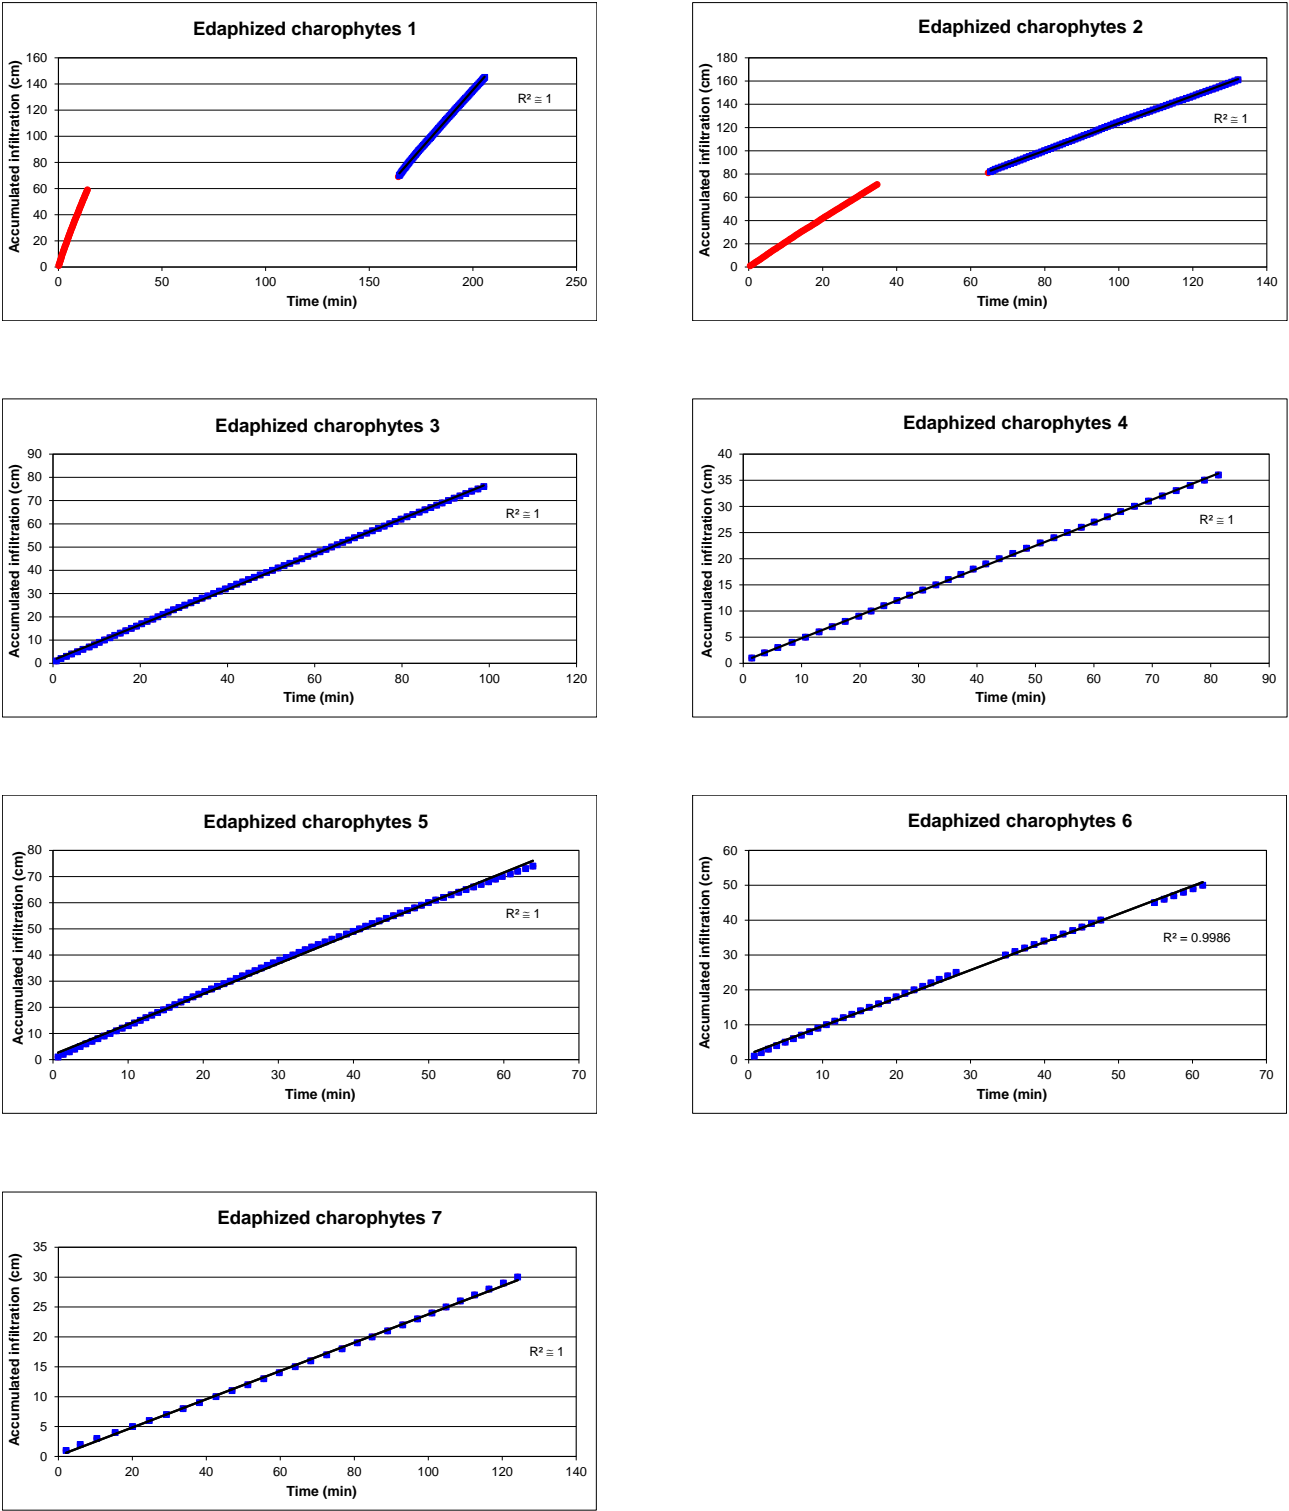 Edaphized charophytes 1
Accumulated infiltration (cm)
160
140
120
100
80
60
40
20
0
R² ≅ 1
0 50 100 150 200 250
Time (min)
Edaphized charophytes 2
Accumulated infiltration (cm)
180
160
140
120
100
80
60
40
20
0
R² ≅ 1
0 20 40 60 80 100 120 140
Time (min)
Edaphized charophytes 3
Accumulated infiltration (cm)
90
80
70
60
50
40
30
20
10
0
R² ≅ 1
0 20 40 60 80 100 120
Time (min)
Edaphized charophytes 4
Accumulated infiltration (cm)
40
35
30
25
20
15
10
5
0
R² ≅ 1
0 10 20 30 40 50 60 70 80 90
Time (min)
Edaphized charophytes 5
Accumulated infiltration (cm)
80
70
60
50
40
30
20
10
0
R² ≅ 1
0 10 20 30 40 50 60 70
Time (min)
Edaphized charophytes 6
Accumulated infiltration (cm)
60
50
40
30
20
10
0
R² = 0.9986
0 10 20 30 40 50 60 70
Time (min)
Edaphized charophytes 7
Accumulated infiltration (cm)
35
30
25
20
15
10
5
0
R² ≅ 1
0 20 40 60 80 100 120 140
Time (min)